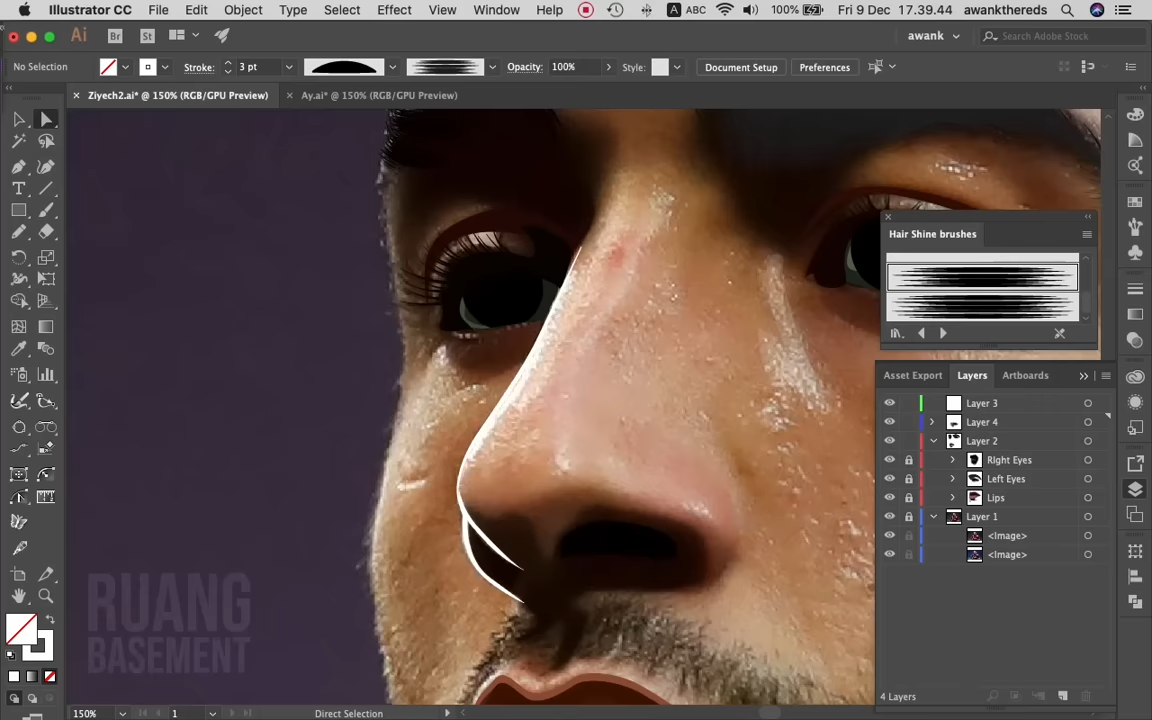 Illustrator CC File Edit Object Type Select Effect View Window Help A ABC 100% Fri 9 Dec 17.39.44 awankthereds
Ai Br St awank Search Adobe Stock
No Selection Stroke: 3 pt Opacity: 100% Style: Document Setup Preferences
× Ziyech2.ai* @ 150% (RGB/GPU Preview) × Ay.ai* @ 150% (RGB/GPU Preview)
Hair Shine brushes
Asset Export Layers Artboards
Layer 3
Layer 4
Layer 2
Right Eyes
Left Eyes
Lips
Layer 1
<Image>
<Image>
RUANG
BASEMENT
4 Layers
150% 1 Direct Selection